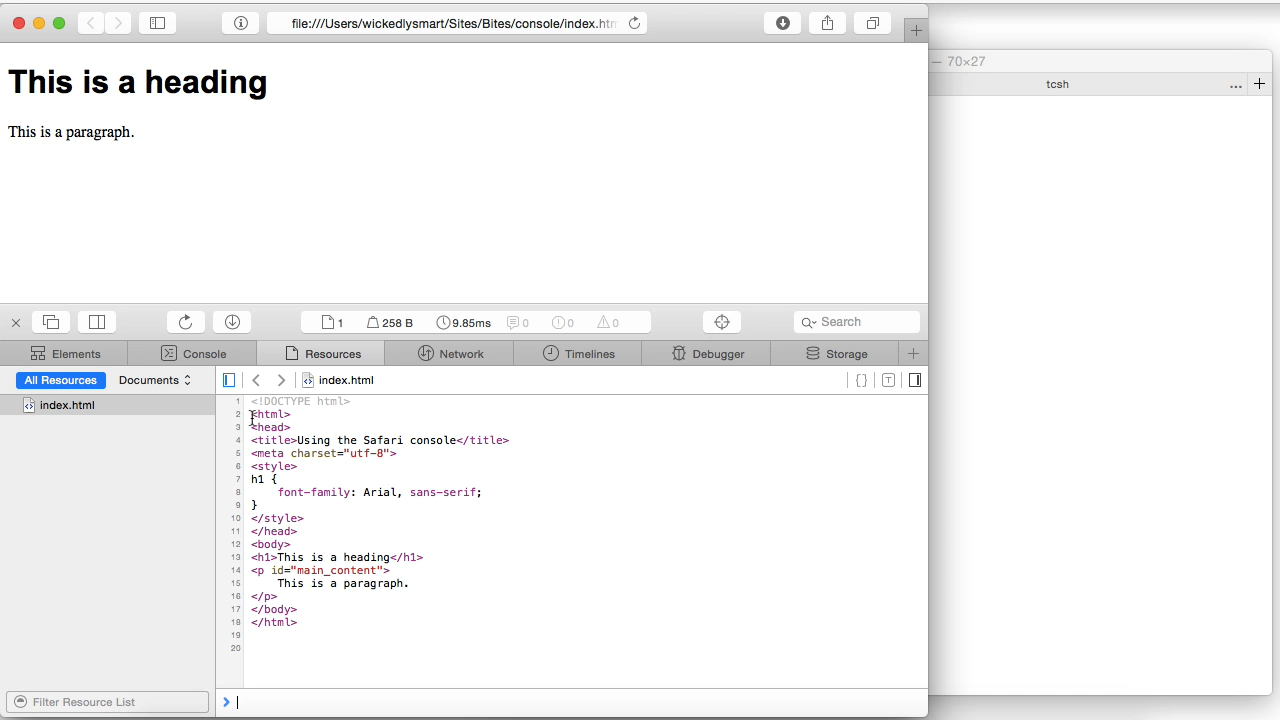 file:///Users/wickedlysmart/Sites/Bites/console/index.htm
— 70×27
tcsh
...
This is a heading
This is a paragraph.
1 258 B 9.85ms 0 0 0 Search
Elements Console Resources Network Timelines Debugger Storage
All Resources Documents index.html {} T
index.html
1 <!DOCTYPE html>
2 <html>
3 <head>
4 <title>Using the Safari console</title>
5 <meta charset="utf-8">
6 <style>
7 h1 {
8 font-family: Arial, sans-serif;
9 }
10 </style>
11 </head>
12 <body>
13 <h1>This is a heading</h1>
14 <p id="main_content">
15 This is a paragraph.
16 </p>
17 </body>
18 </html>
19
20
Filter Resource List